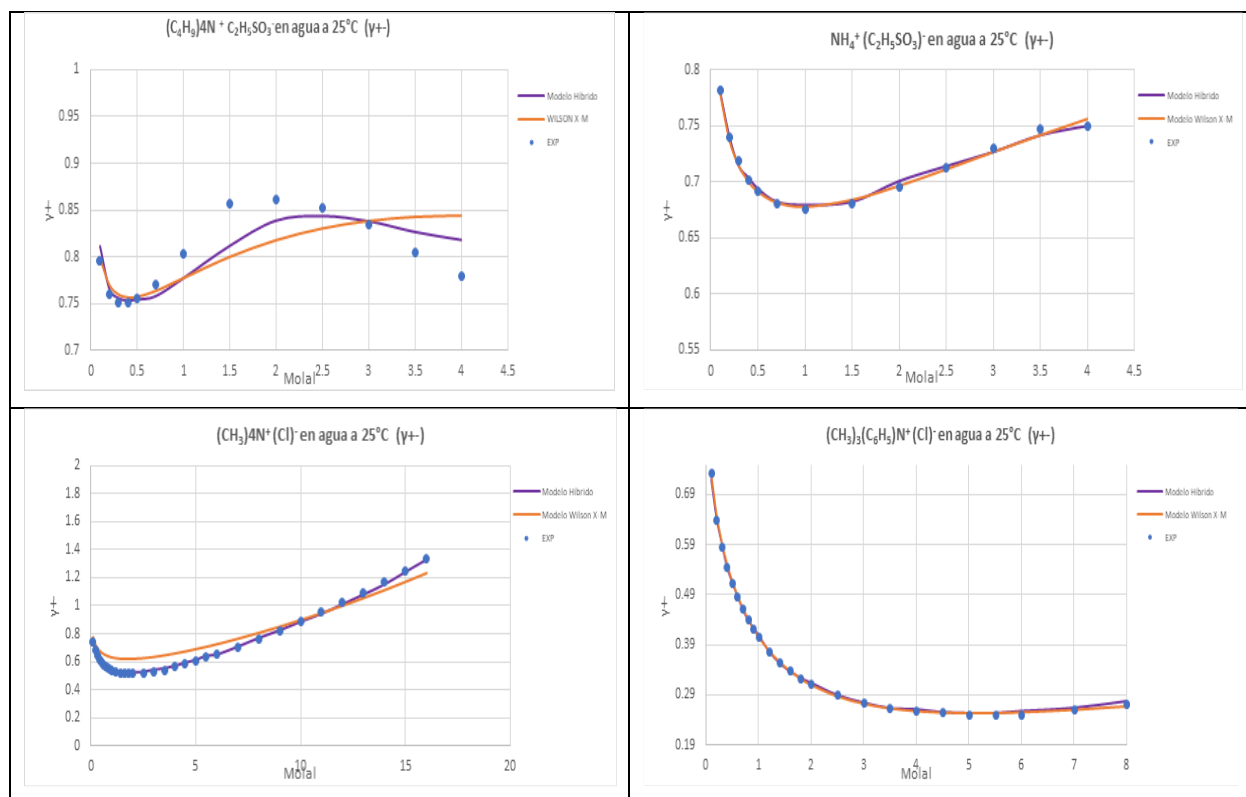 (C₄H₉)4N ⁺ C₂H₅SO₃⁻ en agua a 25°C (γ+-)
1
0.95
0.9
0.85
0.8
0.75
0.7
γ+-
0 0.5 1 1.5 2 2.5 3 3.5 4 4.5
Molal
Modelo Híbrido
WILSON X-M
EXP
NH₄⁺ (C₂H₅SO₃)⁻ en agua a 25°C (γ+-)
0.8
0.75
0.7
0.65
0.6
0.55
γ+-
0 0.5 1 1.5 2 2.5 3 3.5 4 4.5
Molal
Modelo Híbrido
Modelo Wilson X-M
EXP
(CH₃)4N⁺ (Cl)⁻ en agua a 25°C (γ+-)
2
1.8
1.6
1.4
1.2
1
0.8
0.6
0.4
0.2
0
γ+-
0 5 10 15 20
Molal
Modelo Híbrido
Modelo Wilson X-M
EXP
(CH₃)₃(C₆H₅)N⁺ (Cl)⁻ en agua a 25°C (γ+-)
0.69
0.59
0.49
0.39
0.29
0.19
γ+-
0 1 2 3 4 5 6 7 8
Molal
Modelo Híbrido
Modelo Wilson X-M
EXP